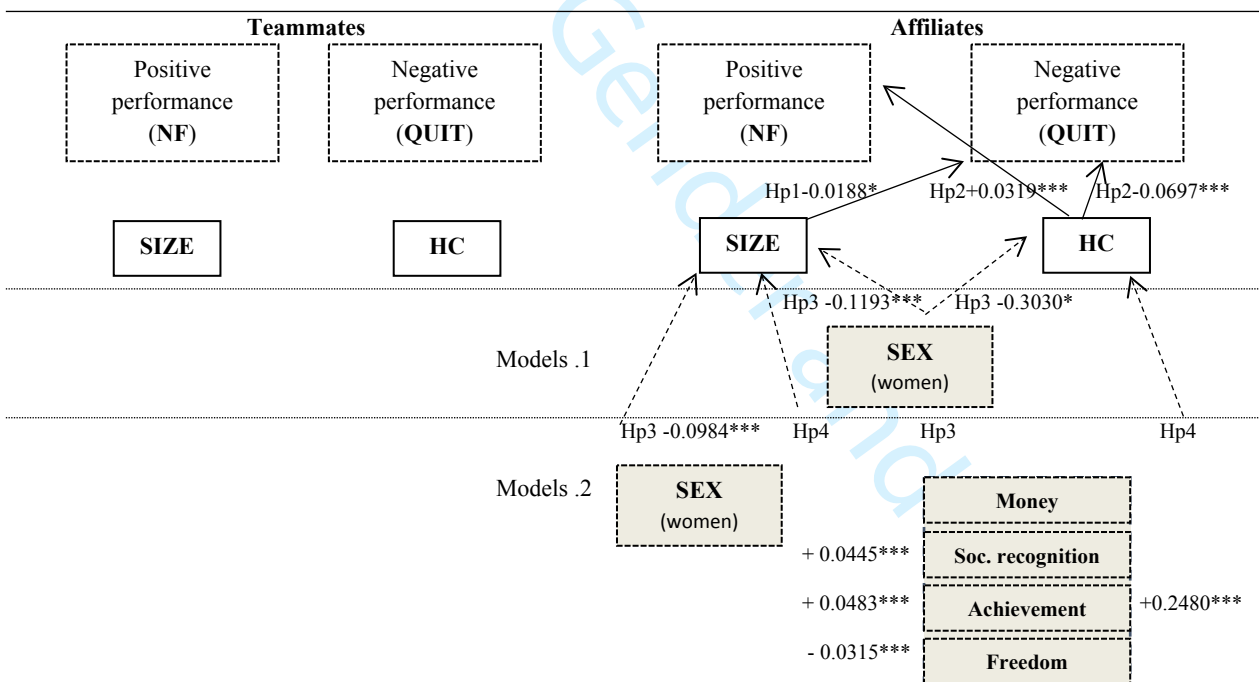 Teammates Affiliates
Positive performance (NF)
Negative performance (QUIT)
Positive performance (NF)
Negative performance (QUIT)
Hp1-0.0188* Hp2+0.0319*** Hp2-0.0697***
SIZE HC SIZE HC
Hp3 -0.1193*** Hp3 -0.3030*
Models .1
SEX
(women)
Hp3 -0.0984*** Hp4 Hp3 Hp4
Models .2
SEX
(women)
Money
+ 0.0445*** Soc. recognition
+ 0.0483*** Achievement +0.2480***
- 0.0315*** Freedom